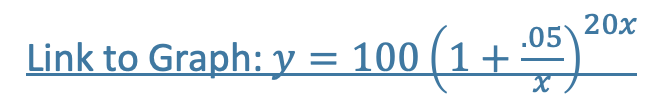 Link to Graph: y = 100 (1 + .05/x)^20x